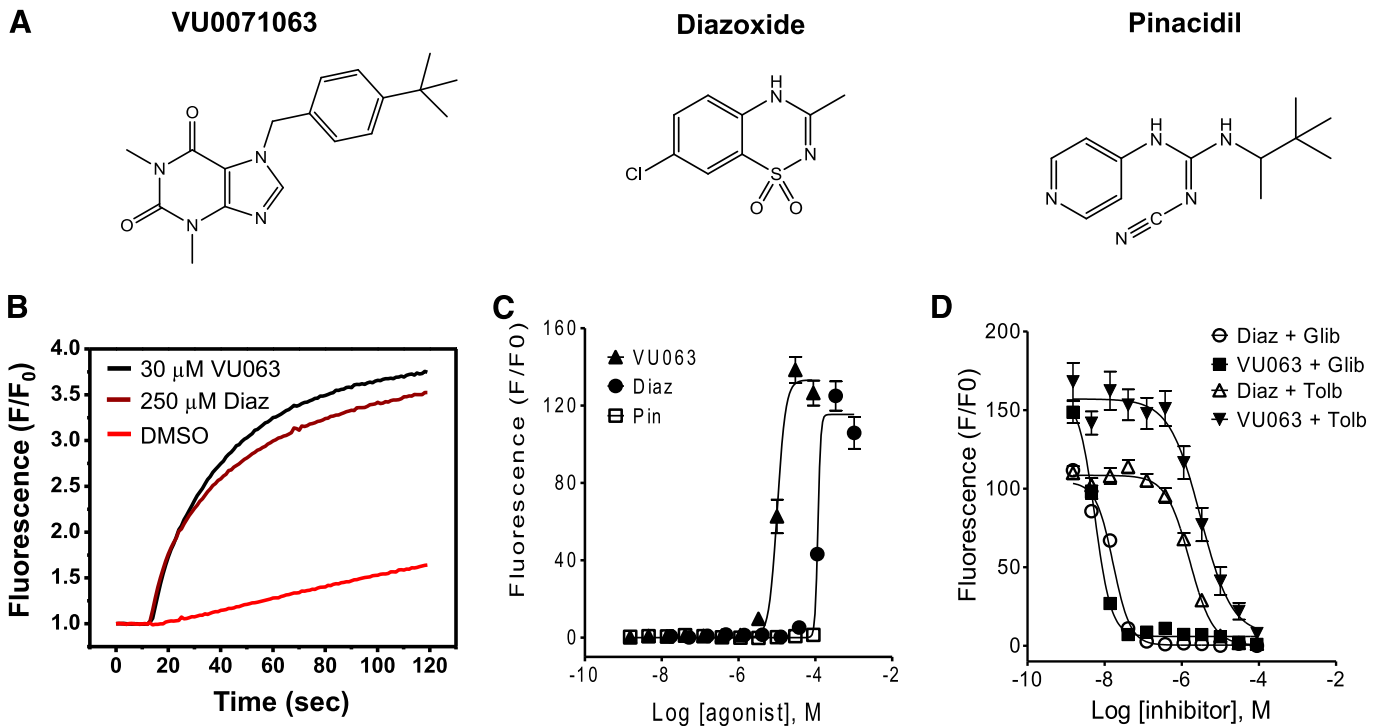 A
VU0071063
Diazoxide
Pinacidil
O
N
N
O
N
N
H
N
N
S
O
O
Cl
H
N
H
N
N
N
C
N
B
4.0
3.5
3.0
2.5
2.0
1.5
1.0
Fluorescence (F/F0)
30 μM VU063
250 μM Diaz
DMSO
0 20 40 60 80 100 120
Time (sec)
C
160
120
80
40
0
Fluorescence (F/F0)
VU063
Diaz
Pin
-10 -8 -6 -4 -2
Log [agonist], M
D
200
150
100
50
0
Fluorescence (F/F0)
Diaz + Glib
VU063 + Glib
Diaz + Tolb
VU063 + Tolb
-10 -8 -6 -4 -2
Log [inhibitor], M